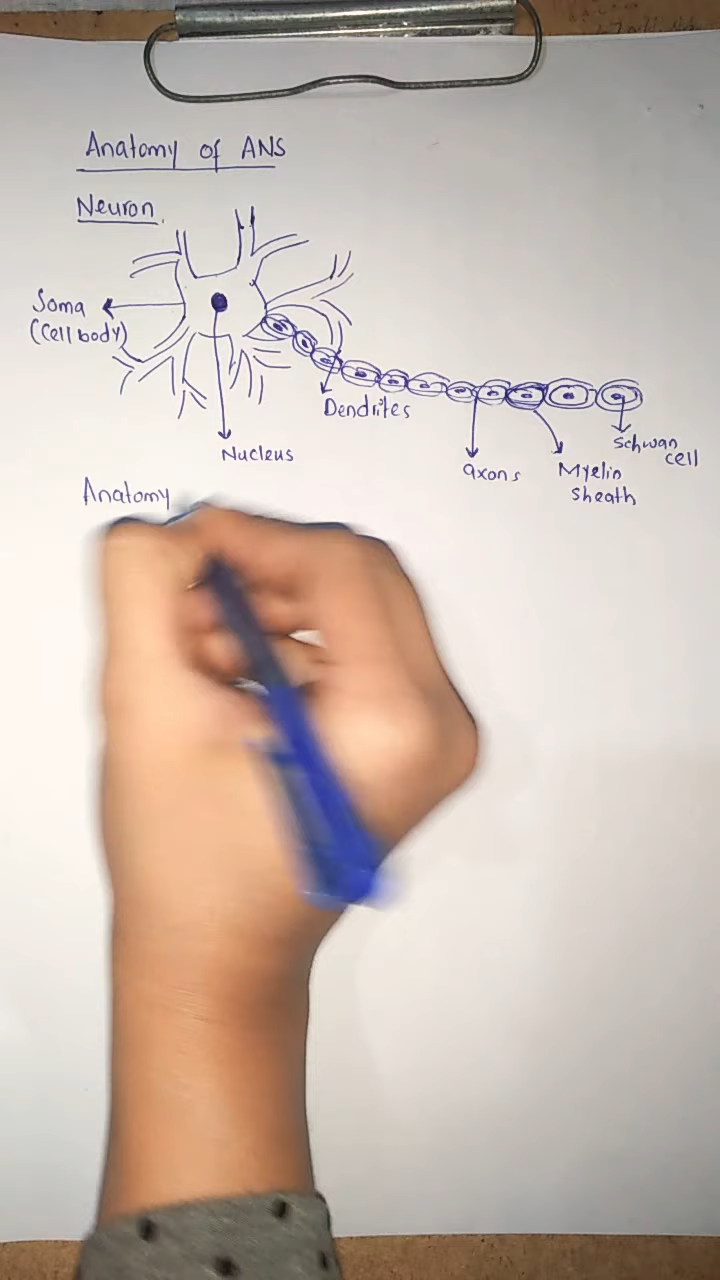 Anatomy of ANS
Neuron.
Soma
(Cell body)
Dendrites
Nucleus
axons
Myelin
sheath
Schwan
cell
Anatomy